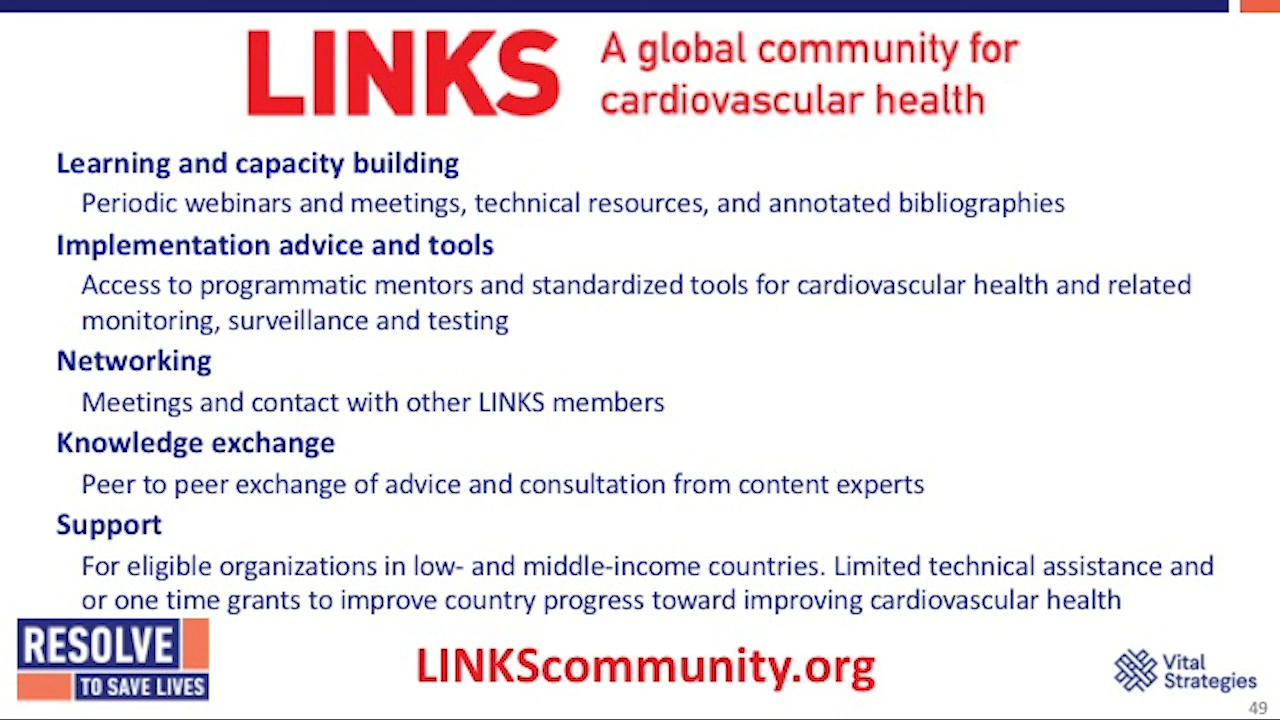 LINKS
A global community for
cardiovascular health
Learning and capacity building
Periodic webinars and meetings, technical resources, and annotated bibliographies
Implementation advice and tools
Access to programmatic mentors and standardized tools for cardiovascular health and related
monitoring, surveillance and testing
Networking
Meetings and contact with other LINKS members
Knowledge exchange
Peer to peer exchange of advice and consultation from content experts
Support
For eligible organizations in low- and middle-income countries. Limited technical assistance and
or one time grants to improve country progress toward improving cardiovascular health
RESOLVE
TO SAVE LIVES
LINKScommunity.org
Vital
Strategies
49